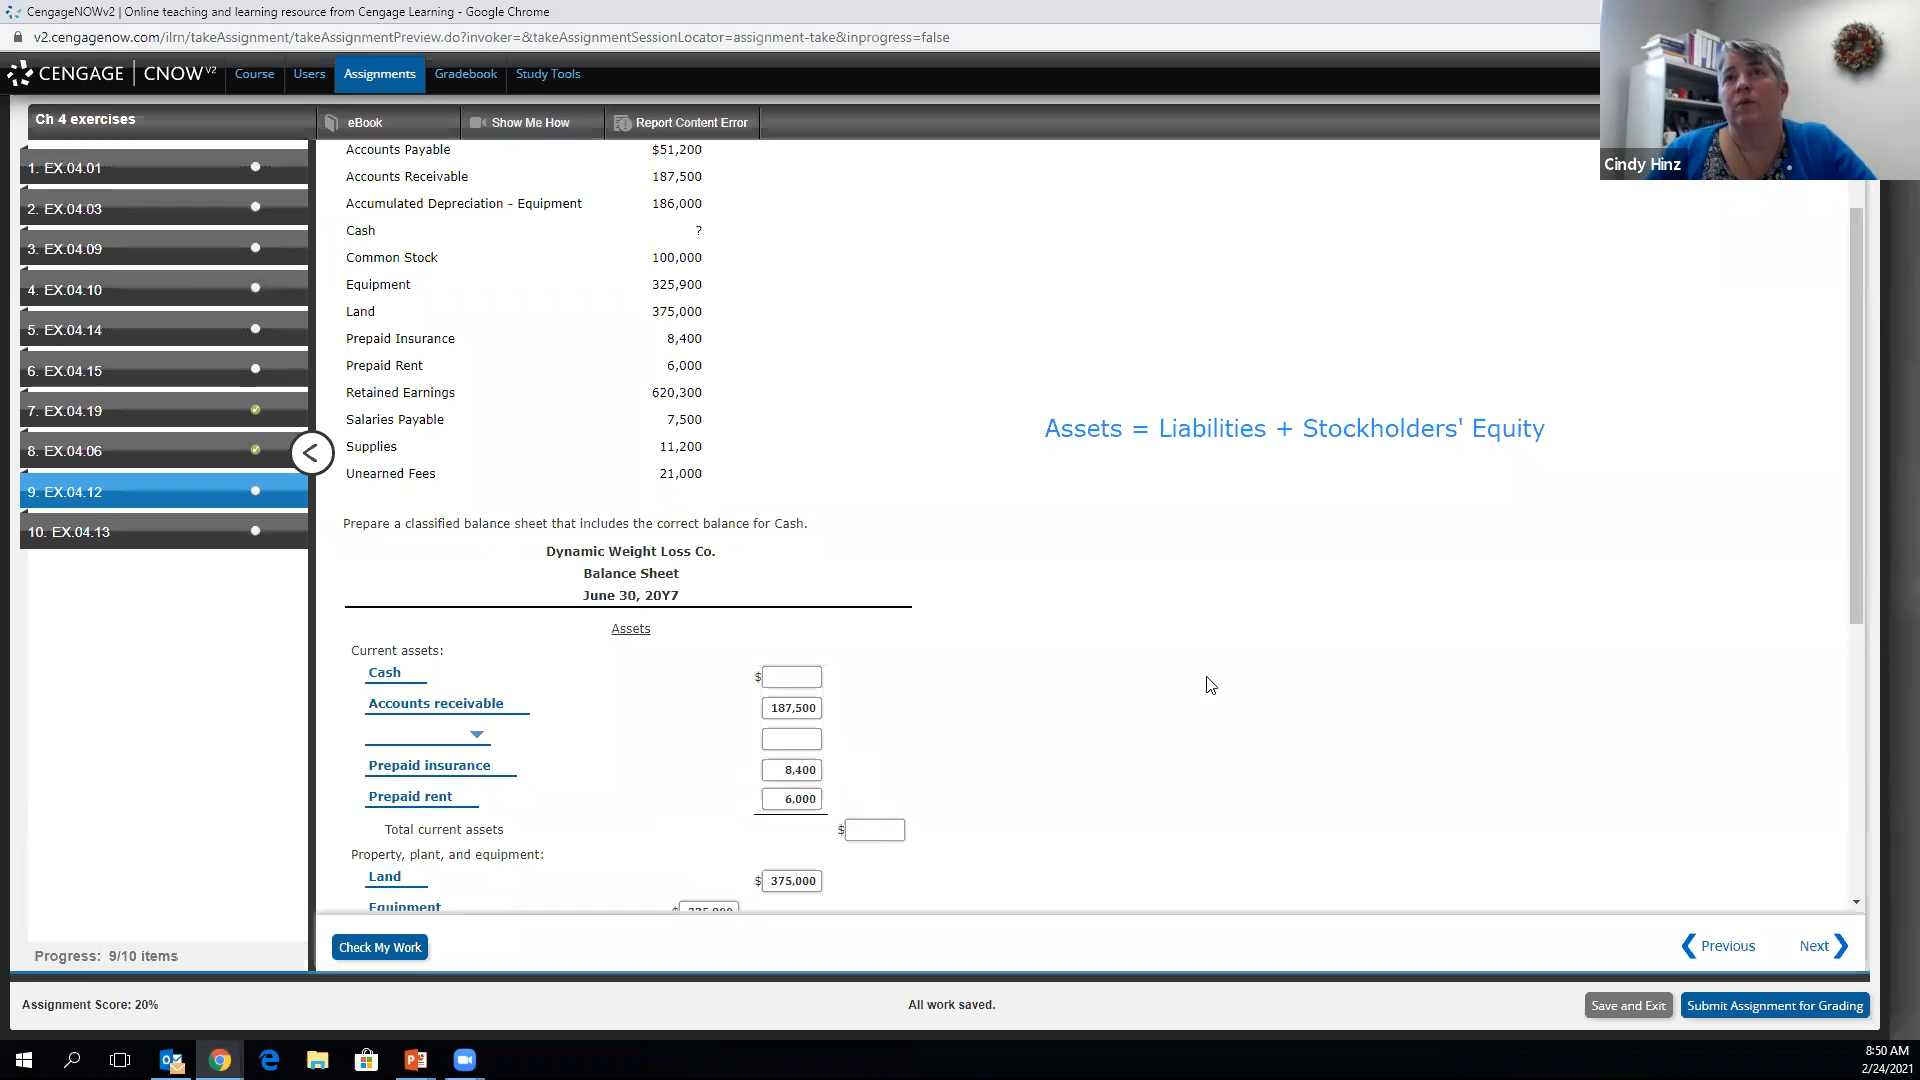 CengageNOWv2 | Online teaching and learning resource from Cengage Learning - Google Chrome
v2.cengagenow.com/ilrn/takeAssignment/takeAssignmentPreview.do?invoker=&takeAssignmentSessionLocator=assignment-take&inprogress=false
CENGAGE | CNOWv2 Course Users Assignments Gradebook Study Tools
Cindy Hinz
Ch 4 exercises
eBook Show Me How Report Content Error
1. EX.04.01
2. EX.04.03
3. EX.04.09
4. EX.04.10
5. EX.04.14
6. EX.04.15
7. EX.04.19
8. EX.04.06
9. EX.04.12
10. EX.04.13
Progress: 9/10 items
Accounts Payable $51,200
Accounts Receivable 187,500
Accumulated Depreciation - Equipment 186,000
Cash ?
Common Stock 100,000
Equipment 325,900
Land 375,000
Prepaid Insurance 8,400
Prepaid Rent 6,000
Retained Earnings 620,300
Salaries Payable 7,500
Supplies 11,200
Unearned Fees 21,000
Assets = Liabilities + Stockholders' Equity
Prepare a classified balance sheet that includes the correct balance for Cash.
Dynamic Weight Loss Co.
Balance Sheet
June 30, 20Y7
Assets
Current assets:
Cash $
Accounts receivable 187,500
Prepaid insurance 8,400
Prepaid rent 6,000
Total current assets $
Property, plant, and equipment:
Land $ 375,000
Equipment $ 325,900
Check My Work
Previous Next
Assignment Score: 20% All work saved. Save and Exit Submit Assignment for Grading
8:50 AM
2/24/2021